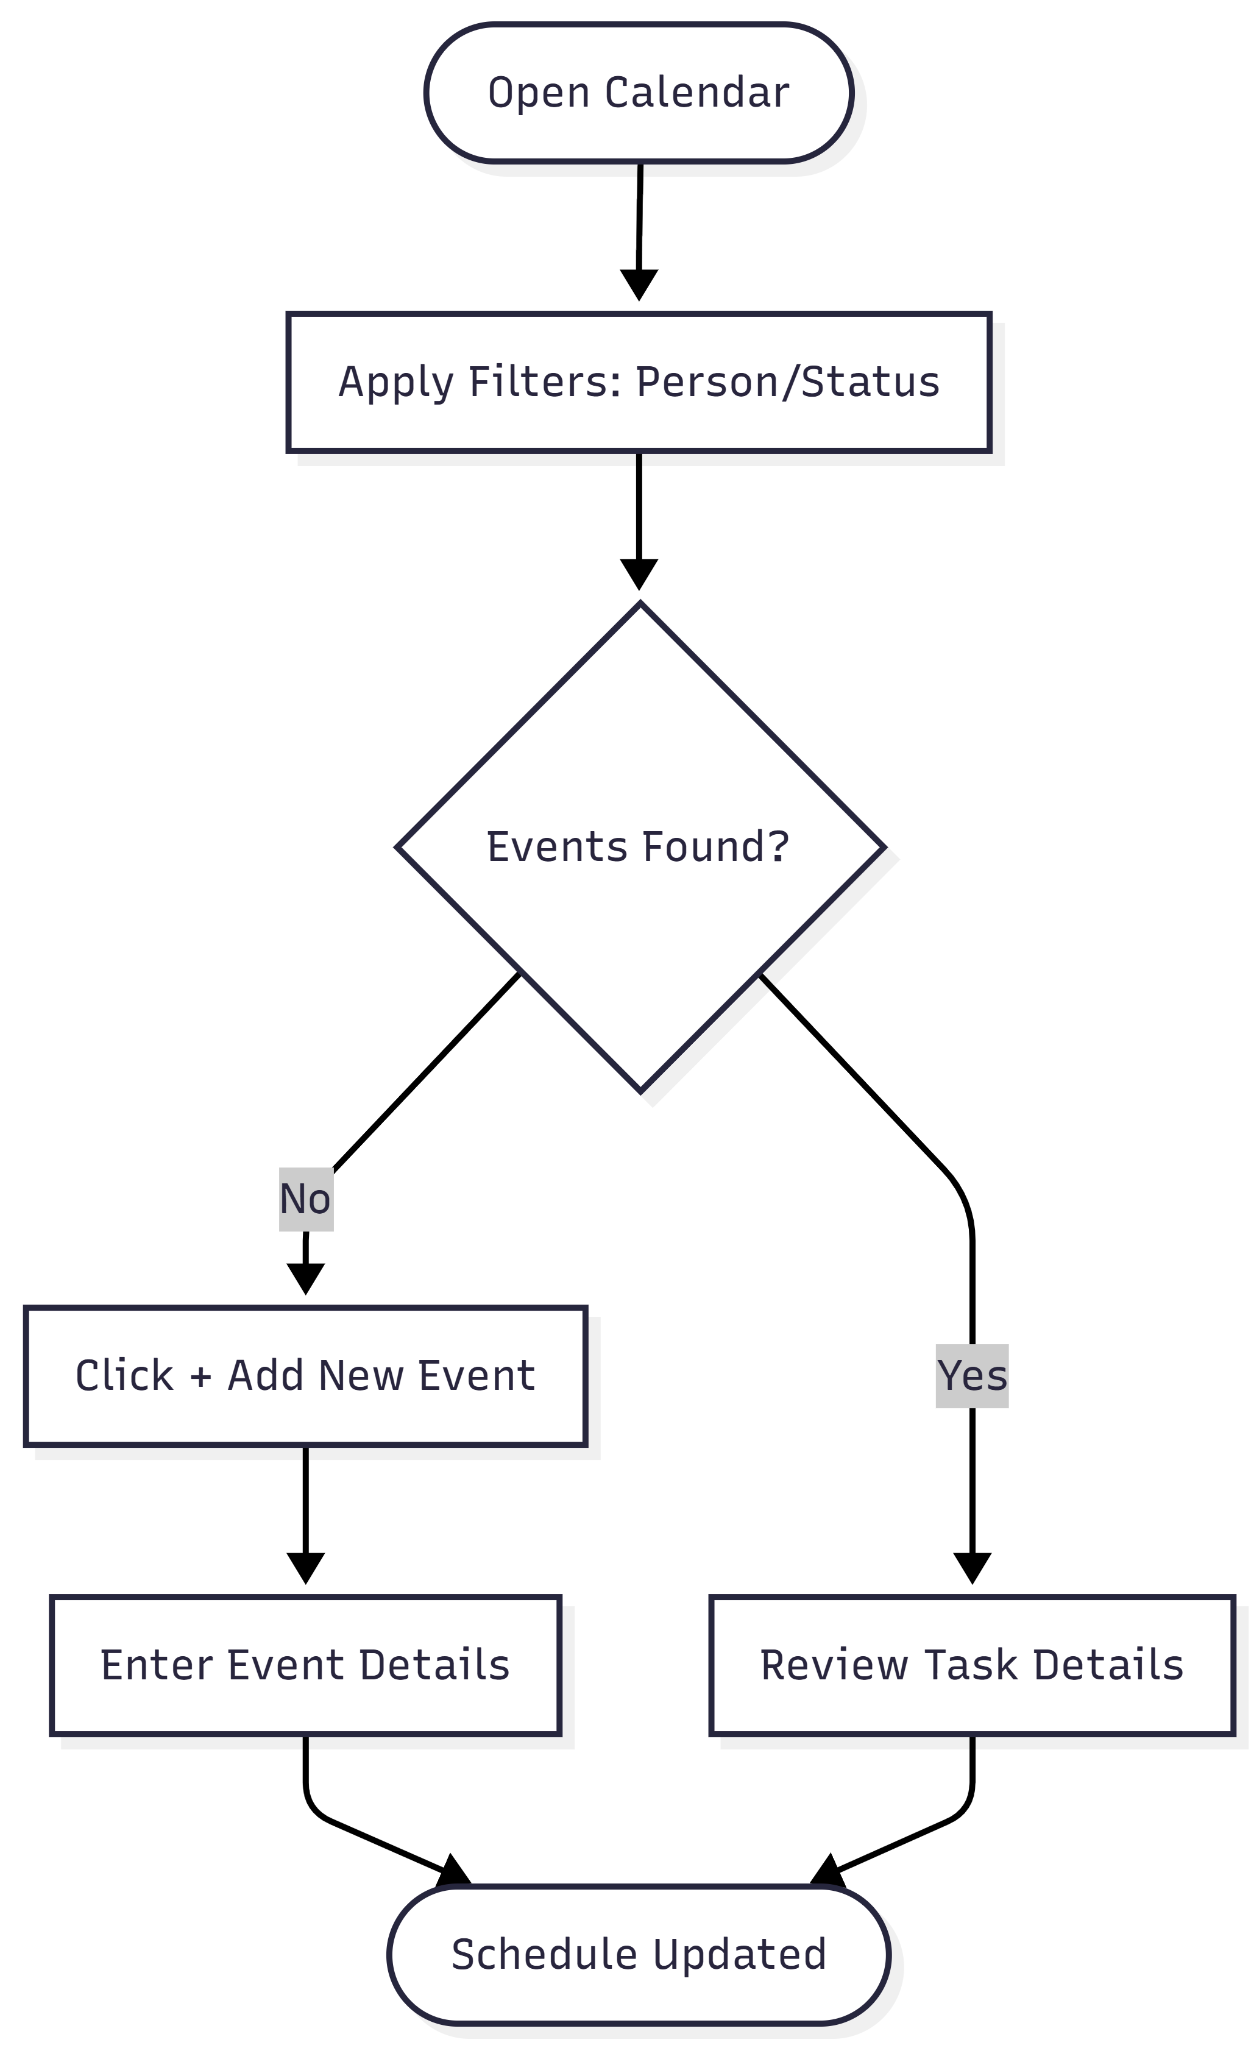 Open Calendar
Apply Filters: Person/Status
Events Found?
No
Click + Add New Event
Yes
Enter Event Details
Review Task Details
Schedule Updated